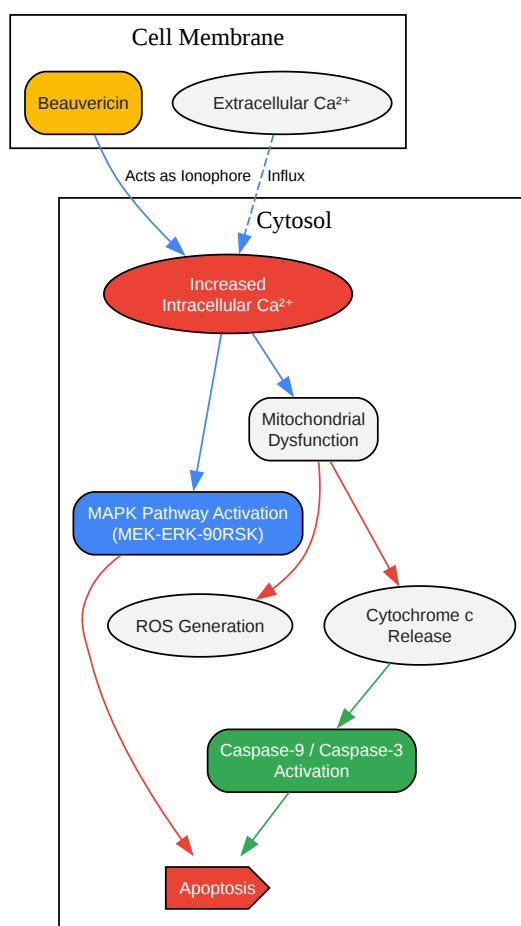 Cell Membrane
Beauvericin
Extracellular Ca²⁺
Acts as Ionophore
Influx
Cytosol
Increased
Intracellular Ca²⁺
Mitochondrial
Dysfunction
MAPK Pathway Activation
(MEK-ERK-90RSK)
ROS Generation
Cytochrome c
Release
Caspase-9 / Caspase-3
Activation
Apoptosis